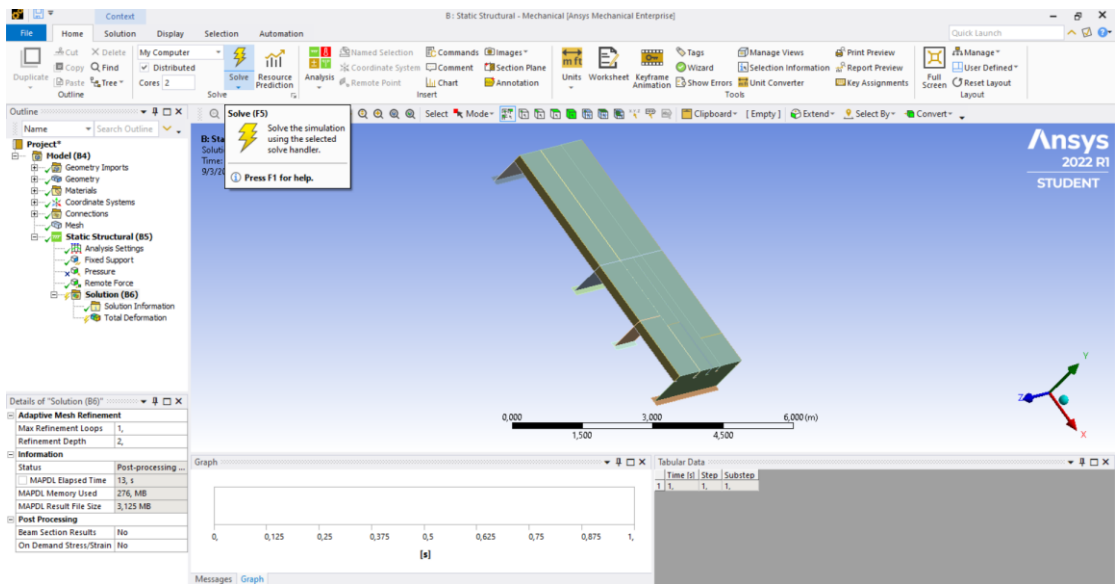 Context
B : Static Structural - Mechanical [Ansys Mechanical Enterprise]
File Home Solution Display Selection Automation
Quick Launch
Duplicate
Cut
Copy
Paste
Delete
Find
Tree
Outline
My Computer
Distributed
Cores 2
Solve
Resource Prediction
Solve
Analysis
Named Selection
Coordinate System
Remote Point
Commands
Comment
Chart
Images
Section Plane
Annotation
Insert
Units
Worksheet
Keyframe Animation
Tags
Wizard
Show Errors
Manage Views
Selection Information
Unit Converter
Print Preview
Report Preview
Key Assignments
Tools
Full Screen
Manage
User Defined
Reset Layout
Layout
Outline
Name Search Outline
Project*
Model (B4)
Geometry Imports
Geometry
Materials
Coordinate Systems
Connections
Mesh
Static Structural (B5)
Analysis Settings
Fixed Support
Pressure
Remote Force
Solution (B6)
Solution Information
Total Deformation
Solve (F5)
Solve the simulation
using the selected
solve handler.
Press F1 for help.
Select Mode Clipboard [ Empty ] Extend Select By Convert
B: Sta
Soluti
Time:
9/3/20
Ansys
2022 R1
STUDENT
0,000 3,000 6,000 (m)
1,500 4,500
Y
Z
X
Details of "Solution (B6)"
Adaptive Mesh Refinement
Max Refinement Loops 1,
Refinement Depth 2,
Information
Status Post-processing ...
MAPDL Elapsed Time 13, s
MAPDL Memory Used 276, MB
MAPDL Result File Size 3,125 MB
Post Processing
Beam Section Results No
On Demand Stress/Strain No
Graph
0, 0,125 0,25 0,375 0,5 0,625 0,75 0,875 1,
[s]
Messages Graph
Tabular Data
Time [s] Step Substep
1 1, 1, 1,